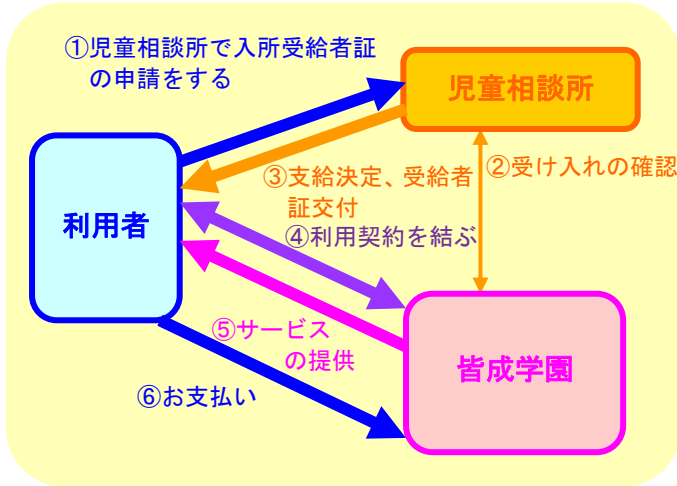 ①児童相談所で入所受給者証
の申請をする
児童相談所
②受け入れの確認
③支給決定、受給者
証交付
利用者
④利用契約を結ぶ
⑤サービス
の提供
皆成学園
⑥お支払い